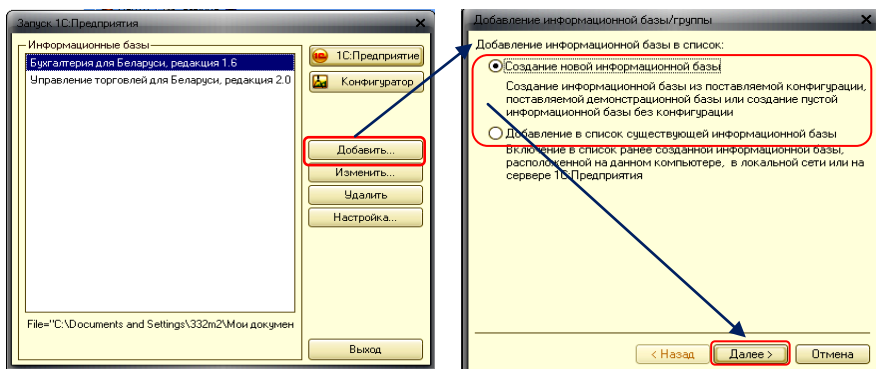 Запуск 1С:Предприятия
Информационные базы
Бухгалтерия для Беларуси, редакция 1.6
Управление торговлей для Беларуси, редакция 2.0
1С:Предприятие
Конфигуратор
Добавить...
Изменить...
Удалить
Настройка...
File="C:\Documents and Settings\332m2\Мои докумен
Выход
Добавление информационной базы/группы
Добавление информационной базы в список:
Создание новой информационной базы
Создание информационной базы из поставляемой конфигурации,
поставляемой демонстрационной базы или создание пустой
информационной базы без конфигурации
Добавление в список существующей информационной базы
Включение в список ранее созданной информационной базы,
расположенной на данном компьютере, в локальной сети или на
сервере 1С:Предприятия
< Назад
Далее >
Отмена